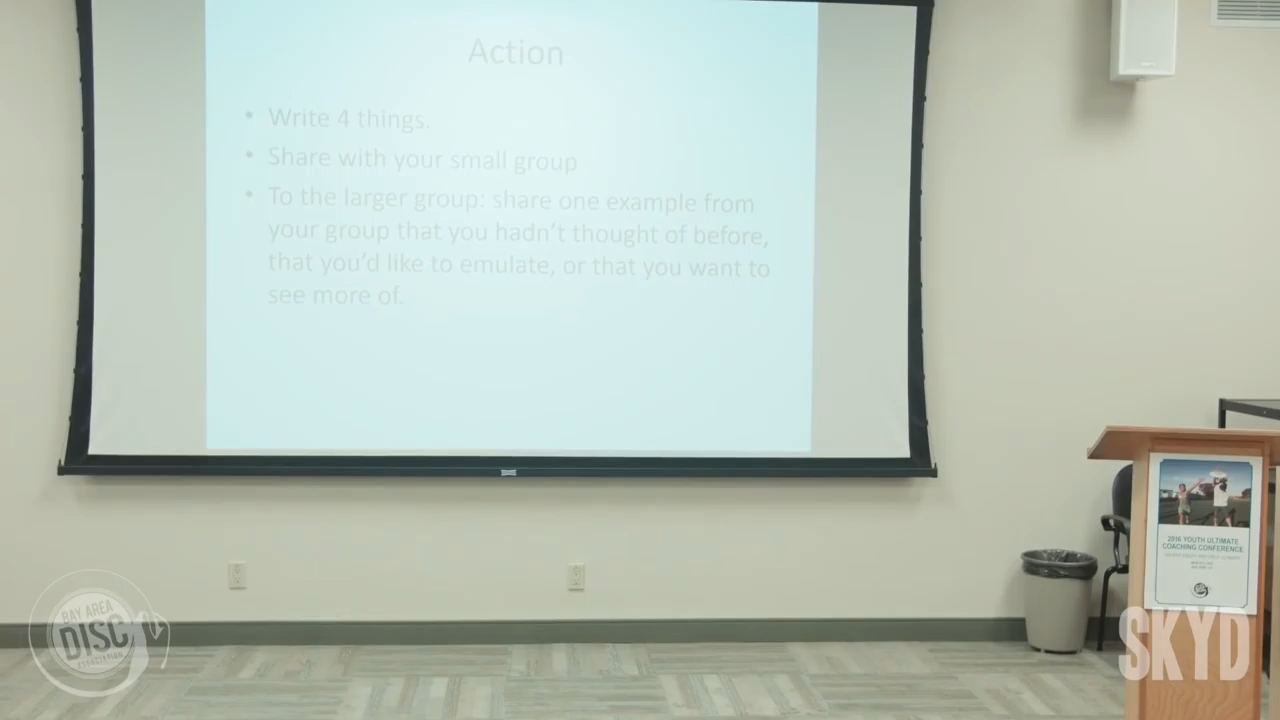 Action
• Write 4 things.
• Share with your small group
• To the larger group: share one example from
your group that you hadn't thought of before,
that you'd like to emulate, or that you want to
see more of.
2016 YOUTH ULTIMATE
COACHING CONFERENCE
BAY AREA
DISC
ASSOCIATION
SKYD